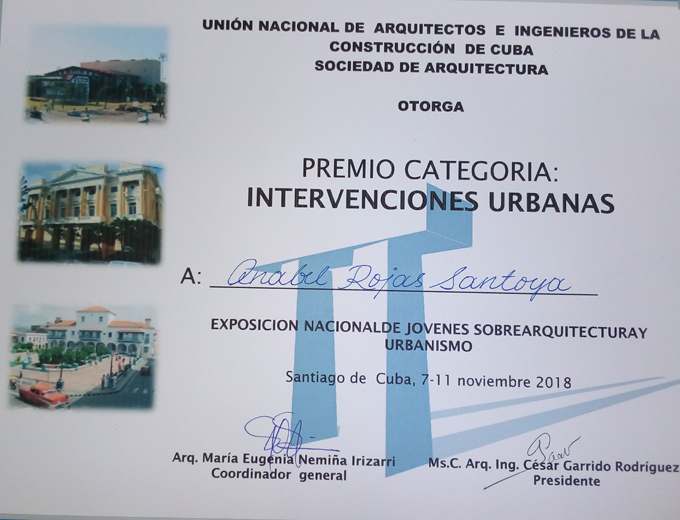 UNIÓN NACIONAL DE ARQUITECTOS E INGENIEROS DE LA
CONSTRUCCIÓN DE CUBA
SOCIEDAD DE ARQUITECTURA
OTORGA
PREMIO CATEGORIA:
INTERVENCIONES URBANAS
A: Anabel Rojas Santoya
EXPOSICION NACIONALDE JOVENES SOBREARQUITECTURAY
URBANISMO
Santiago de Cuba, 7-11 noviembre 2018
Arq. María Eugenia Nemiña Irizarri
Coordinador general
Ms.C. Arq. Ing. César Garrido Rodríguez
Presidente